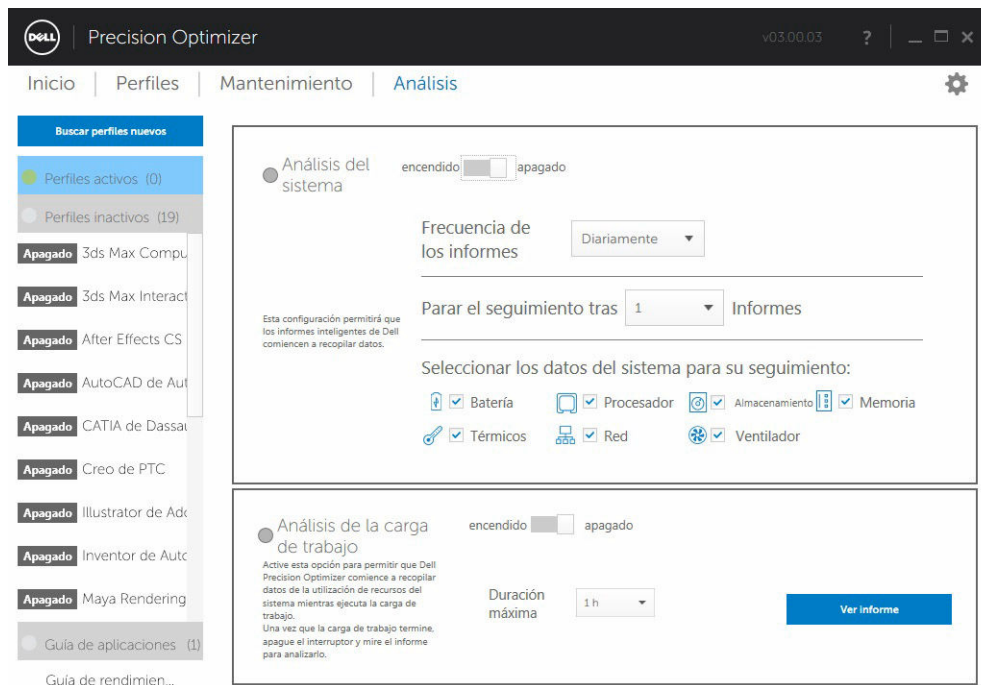 DELL
Precision Optimizer
v03.00.03
?
Inicio
Perfiles
Mantenimiento
Análisis
Buscar perfiles nuevos
Perfiles activos (0)
Perfiles inactivos (19)
Apagado 3ds Max Compu
Apagado 3ds Max Interact
Apagado After Effects CS
Apagado AutoCAD de Aut
Apagado CATIA de Dassau
Apagado Creo de PTC
Apagado Illustrator de Ado
Apagado Inventor de Auto
Apagado Maya Rendering
Guía de aplicaciones (1)
Guía de rendimien...
Análisis del
sistema
encendido apagado
Frecuencia de
los informes
Diariamente
Esta configuración permitirá que
los informes inteligentes de Dell
comiencen a recopilar datos.
Parar el seguimiento tras 1 Informes
Seleccionar los datos del sistema para su seguimiento:
Batería Procesador Almacenamiento Memoria
Térmicos Red Ventilador
Análisis de la carga
de trabajo
encendido apagado
Active esta opción para permitir que Dell
Precision Optimizer comience a recopilar
datos de la utilización de recursos del
sistema mientras ejecuta la carga de
trabajo.
Una vez que la carga de trabajo termine,
apague el interruptor y mire el informe
para analizarlo.
Duración
máxima
1 h
Ver informe